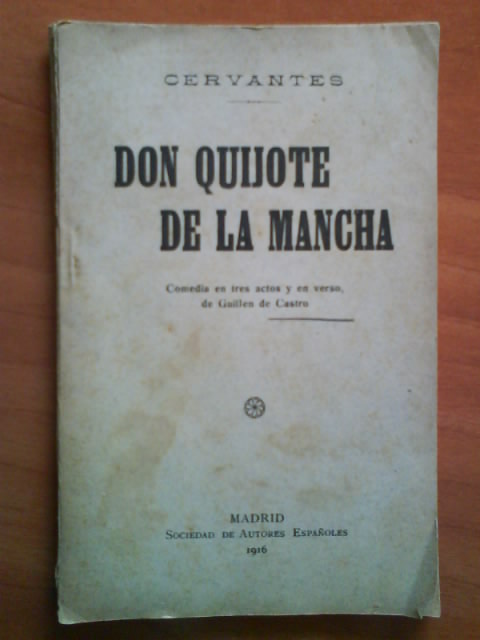 CERVANTES
DON QUIJOTE
DE LA MANCHA
Comedia en tres actos y en verso,
de Guillen de Castro
MADRID
SOCIEDAD DE AUTORES ESPAÑOLES
1916